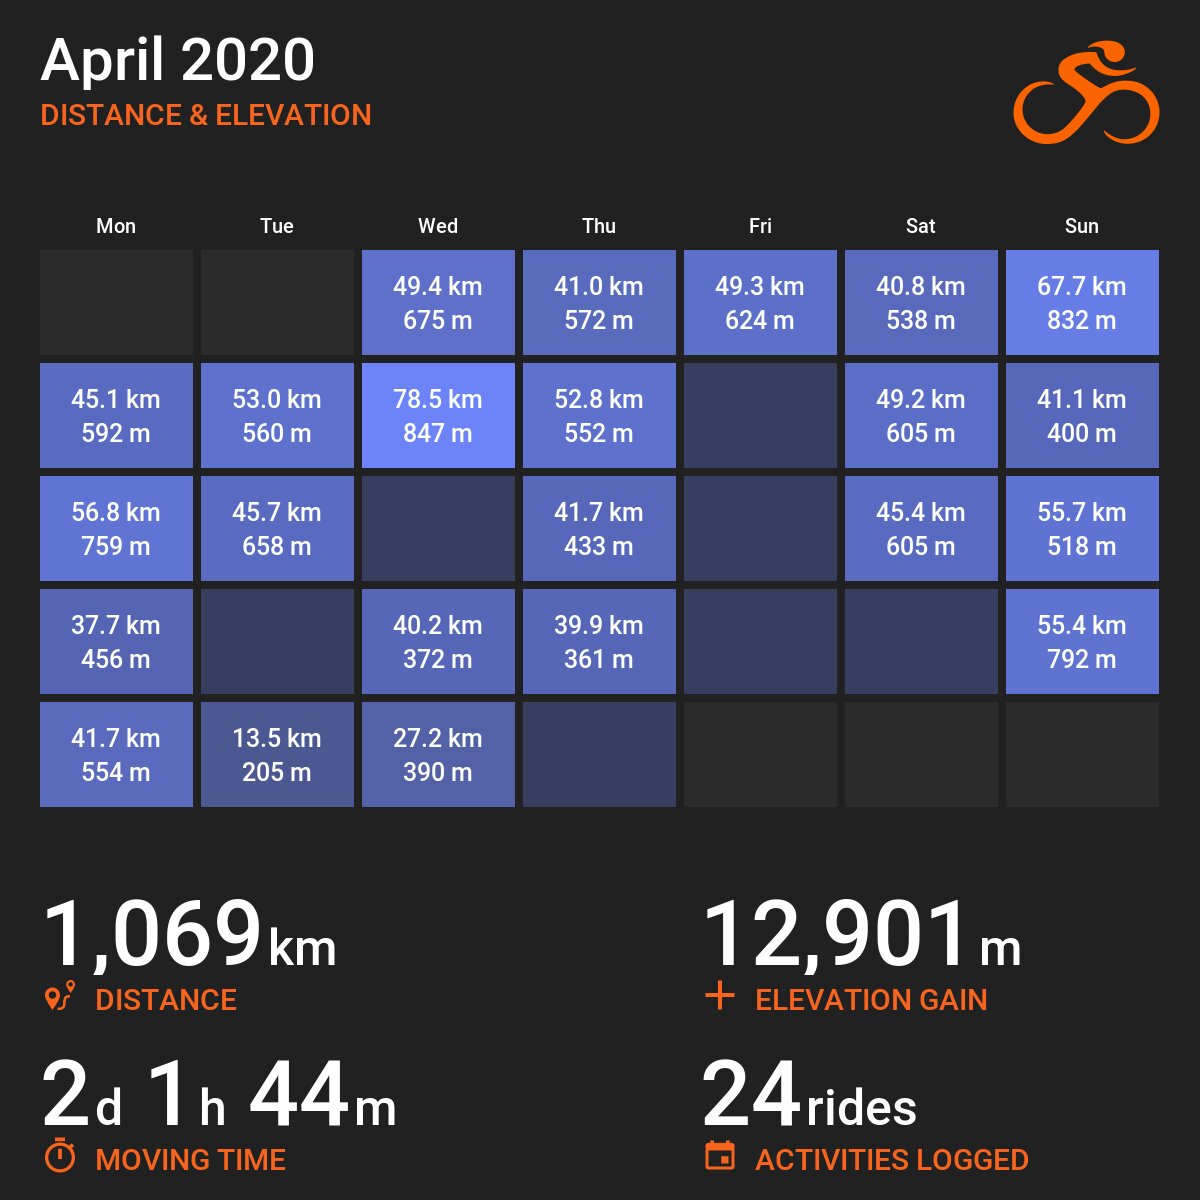 April 2020
DISTANCE & ELEVATION
Mon Tue Wed Thu Fri Sat Sun
49.4 km 41.0 km 49.3 km 40.8 km 67.7 km
675 m 572 m 624 m 538 m 832 m
45.1 km 53.0 km 78.5 km 52.8 km 49.2 km 41.1 km
592 m 560 m 847 m 552 m 605 m 400 m
56.8 km 45.7 km 41.7 km 45.4 km 55.7 km
759 m 658 m 433 m 605 m 518 m
37.7 km 40.2 km 39.9 km 55.4 km
456 m 372 m 361 m 792 m
41.7 km 13.5 km 27.2 km
554 m 205 m 390 m
1,069 km 12,901 m
DISTANCE ELEVATION GAIN
2d 1h 44m 24 rides
MOVING TIME ACTIVITIES LOGGED